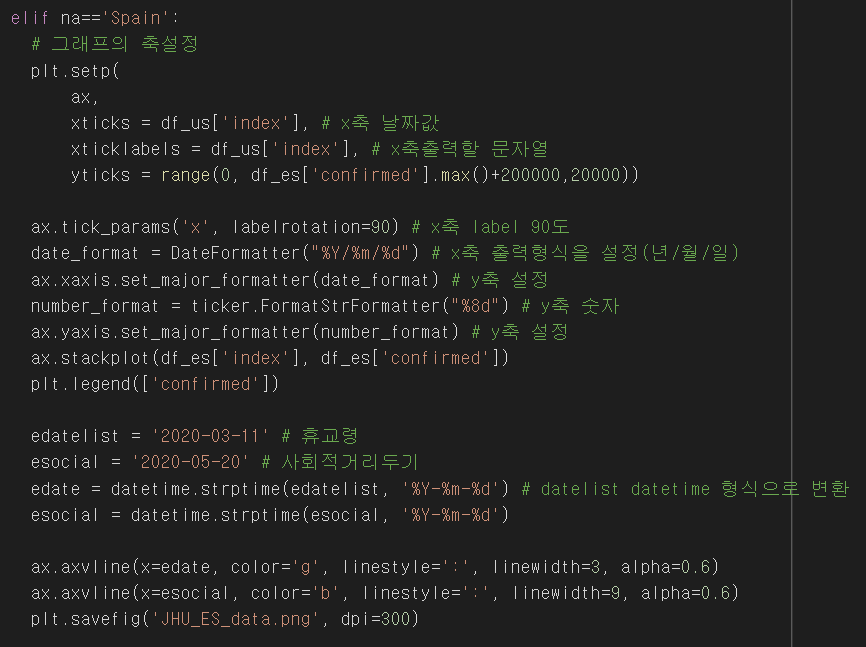 elif na=='Spain':
# 그래프의 축설정
plt.setp(
ax,
xticks = df_us['index'], # x축 날짜값
xticklabels = df_us['index'], # x축출력할 문자열
yticks = range(0, df_es['confirmed'].max()+200000,20000))
ax.tick_params('x', labelrotation=90) # x축 label 90도
date_format = DateFormatter("%Y/%m/%d") # x축 출력형식을 설정(년/월/일)
ax.xaxis.set_major_formatter(date_format) # y축 설정
number_format = ticker.FormatStrFormatter("%8d") # y축 숫자
ax.yaxis.set_major_formatter(number_format) # y축 설정
ax.stackplot(df_es['index'], df_es['confirmed'])
plt.legend(['confirmed'])
edatelist = '2020-03-11' # 휴교령
esocial = '2020-05-20' # 사회적거리두기
edate = datetime.strptime(edatelist, '%Y-%m-%d') # datelist datetime 형식으로 변환
esocial = datetime.strptime(esocial, '%Y-%m-%d')
ax.axvline(x=edate, color='g', linestyle=':', linewidth=3, alpha=0.6)
ax.axvline(x=esocial, color='b', linestyle=':', linewidth=9, alpha=0.6)
plt.savefig('JHU_ES_data.png', dpi=300)